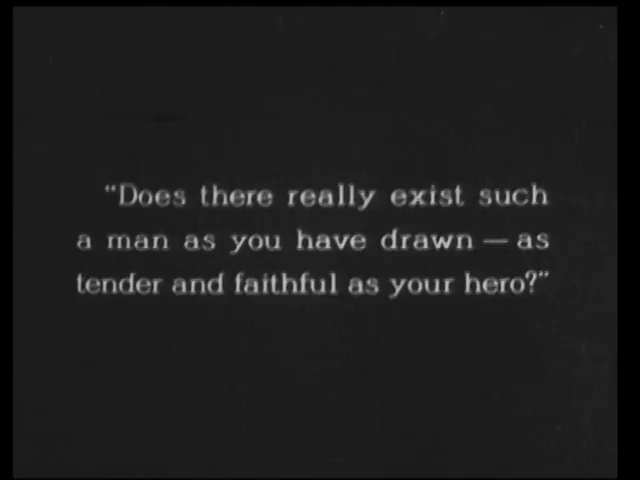 "Does there really exist such
a man as you have drawn — as
tender and faithful as your hero?"